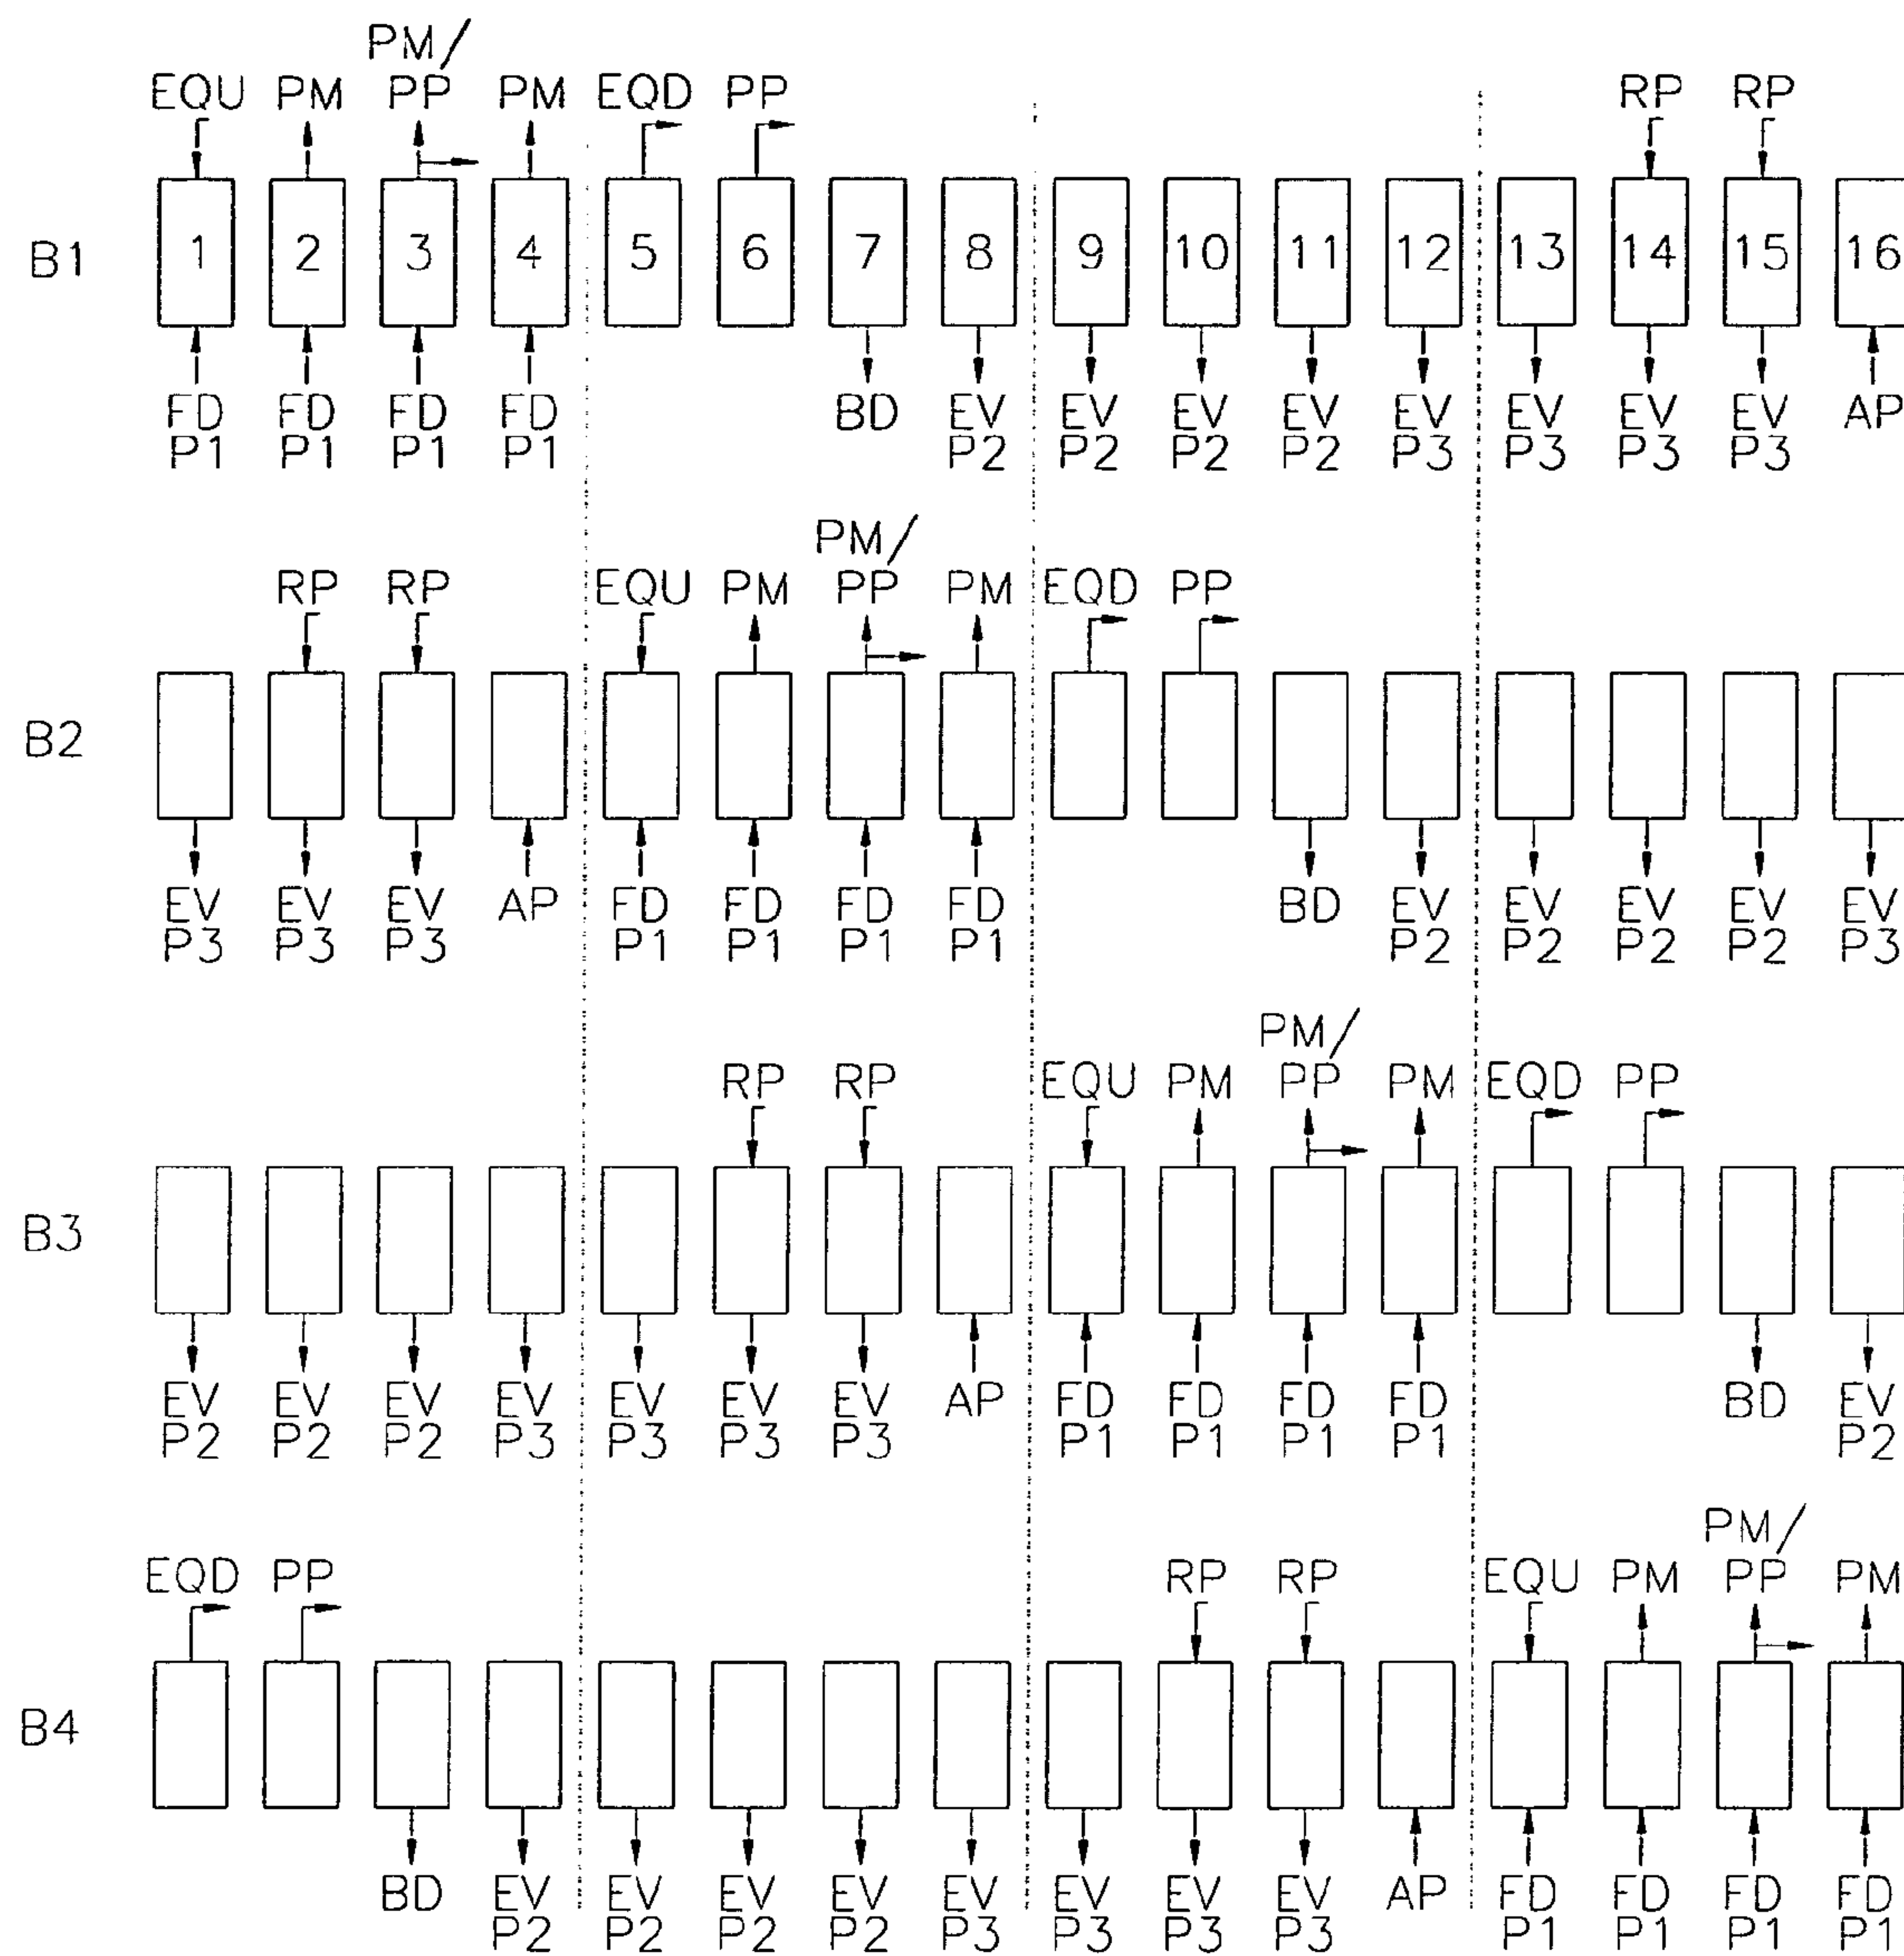 PM/
EQU PM PP PM EQD PP RP RP
B1 1 2 3 4 5 6 7 8 9 10 11 12 13 14 15 16
FD FD FD FD BD EV EV EV EV EV EV EV EV AP
P1 P1 P1 P1 P2 P2 P2 P2 P3 P3 P3 P3
PM/
RP RP EQU PM PP PM EQD PP
B2
EV EV EV AP FD FD FD FD BD EV EV EV EV EV
P3 P3 P3 P1 P1 P1 P1 P2 P2 P2 P2 P3
PM/
RP RP EQU PM PP PM EQD PP
B3
EV EV EV EV EV EV EV AP FD FD FD FD BD EV
P2 P2 P2 P3 P3 P3 P3 P1 P1 P1 P1 P2
PM/
EQD PP RP RP EQU PM PP PM
B4
BD EV EV EV EV EV EV EV EV AP FD FD FD FD
P2 P2 P2 P2 P3 P3 P3 P3 P1 P1 P1 P1